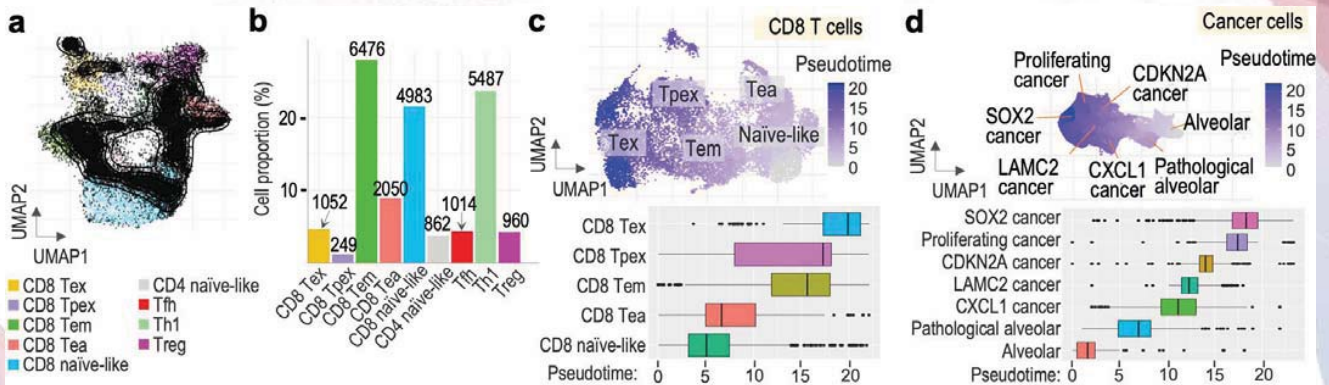 a
UMAP2
UMAP1
CD8 Tex
CD8 Tpex
CD8 Tem
CD8 Tea
CD8 naïve-like
CD4 naïve-like
Tfh
Th1
Treg
b
Cell proportion (%)
20
10
1052
249
6476
2050
4983
862
1014
5487
960
CD8 Tex
CD8 Tpex
CD8 Tem
CD8 Tea
CD8 naïve-like
CD4 naïve-like
Tfh
Th1
Treg
c
CD8 T cells
Pseudotime
20
15
10
5
0
Tpex
Tea
Tex
Tem
Naïve-like
UMAP2
UMAP1
CD8 Tex
CD8 Tpex
CD8 Tem
CD8 Tea
CD8 naïve-like
Pseudotime: 0 5 10 15 20
d
Cancer cells
Pseudotime
20
15
10
5
0
Proliferating
cancer
CDKN2A
cancer
SOX2
cancer
Alveolar
LAMC2
cancer
CXCL1
cancer
Pathological
alveolar
UMAP2
UMAP1
SOX2 cancer
Proliferating cancer
CDKN2A cancer
LAMC2 cancer
CXCL1 cancer
Pathological alveolar
Alveolar
Pseudotime: 0 5 10 15 20